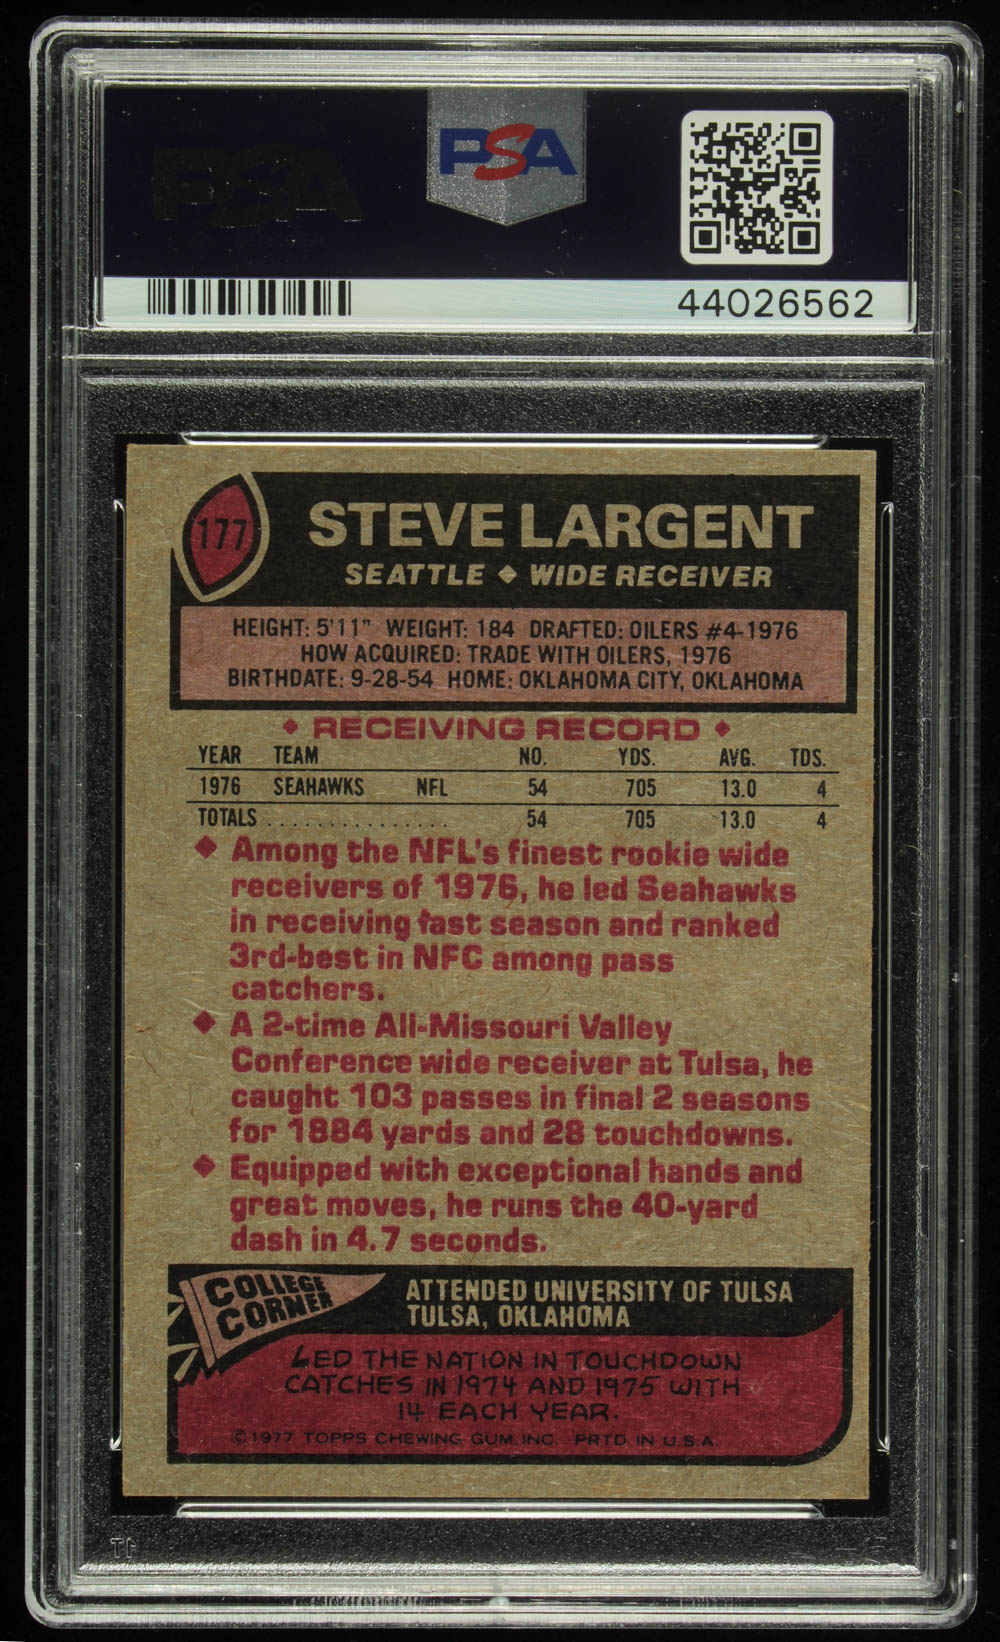 PSA
PSA
44026562
177
STEVE LARGENT
SEATTLE ◆ WIDE RECEIVER
HEIGHT: 5'11" WEIGHT: 184 DRAFTED: OILERS #4-1976
HOW ACQUIRED: TRADE WITH OILERS, 1976
BIRTHDATE: 9-28-54 HOME: OKLAHOMA CITY, OKLAHOMA
◆ RECEIVING RECORD ◆
YEAR TEAM NO. YDS. AVG. TDS.
1976 SEAHAWKS NFL 54 705 13.0 4
TOTALS . . . . . . . . . . . . . . . 54 705 13.0 4
◆ Among the NFL's finest rookie wide
receivers of 1976, he led Seahawks
in receiving last season and ranked
3rd-best in NFC among pass
catchers.
◆ A 2-time All-Missouri Valley
Conference wide receiver at Tulsa, he
caught 103 passes in final 2 seasons
for 1884 yards and 28 touchdowns.
◆ Equipped with exceptional hands and
great moves, he runs the 40-yard
dash in 4.7 seconds.
COLLEGE
CORNER
ATTENDED UNIVERSITY OF TULSA
TULSA, OKLAHOMA
LED THE NATION IN TOUCHDOWN
CATCHES IN 1974 AND 1975 WITH
14 EACH YEAR.
© 1977 TOPPS CHEWING GUM, INC. PRTD. IN U.S.A.